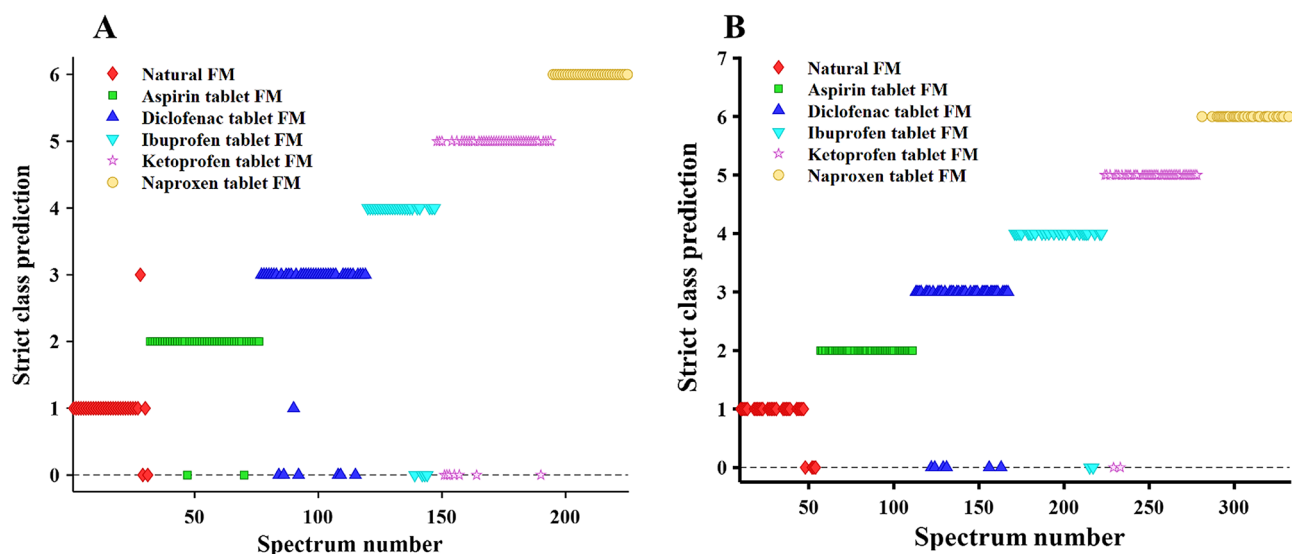 A
Strict class prediction
6
5
4
3
2
1
0
Natural FM
Aspirin tablet FM
Diclofenac tablet FM
Ibuprofen tablet FM
Ketoprofen tablet FM
Naproxen tablet FM
50 100 150 200
Spectrum number
B
Strict class prediction
7
6
5
4
3
2
1
0
Natural FM
Aspirin tablet FM
Diclofenac tablet FM
Ibuprofen tablet FM
Ketoprofen tablet FM
Naproxen tablet FM
50 100 150 200 250 300
Spectrum number